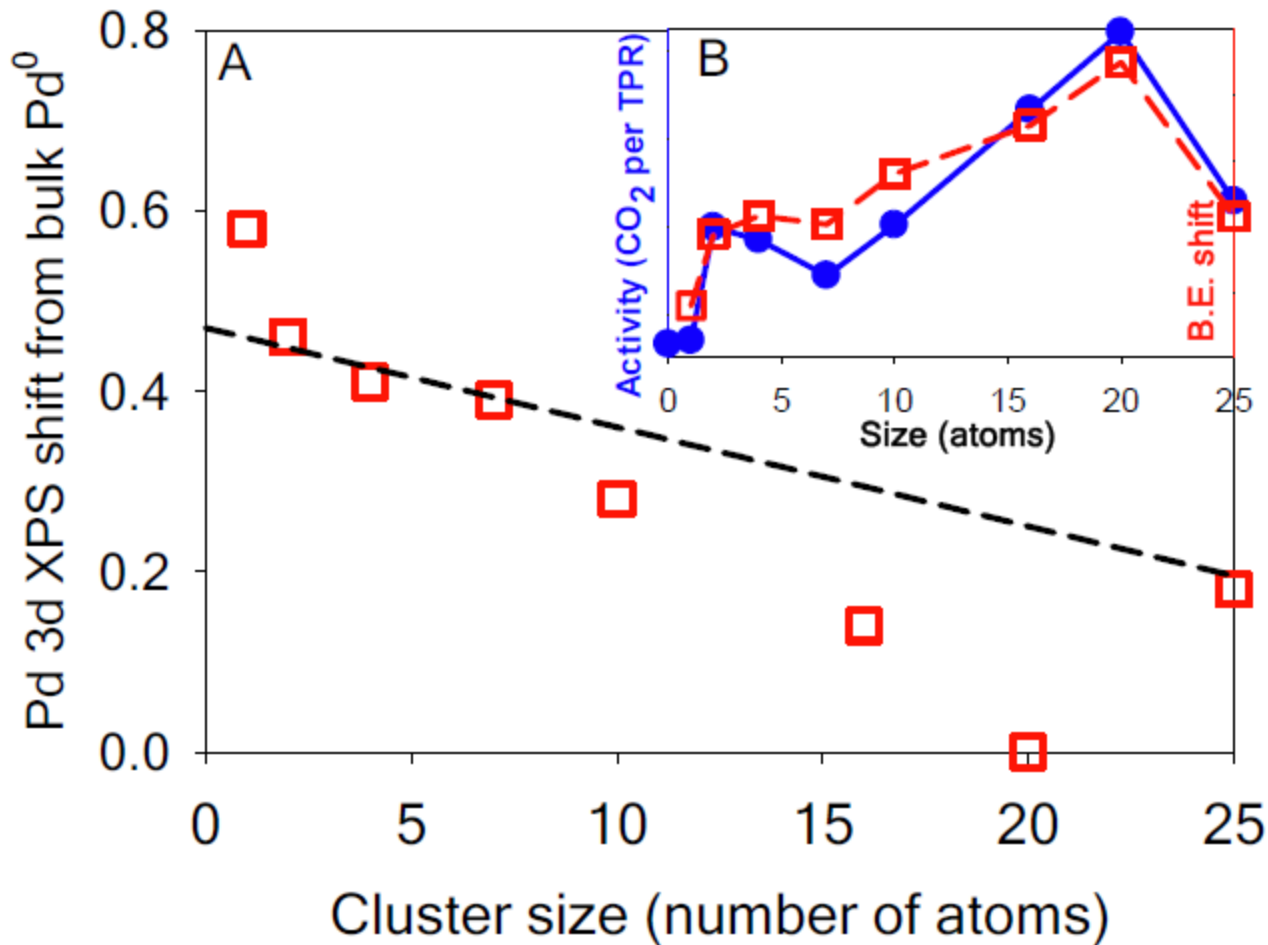 A
B
Pd 3d XPS shift from bulk Pd⁰
0.8
0.6
0.4
0.2
0.0
0 5 10 15 20 25
Cluster size (number of atoms)
Activity (CO₂ per TPR)
B.E. shift
0 5 10 15 20 25
Size (atoms)